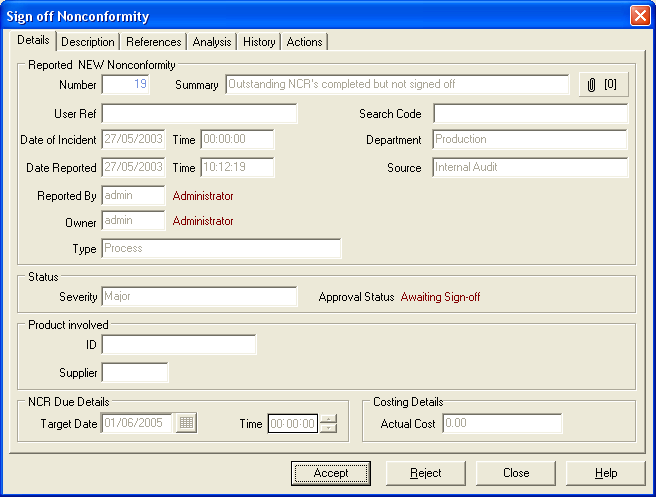 Sign off Nonconformity
Details Description References Analysis History Actions
Reported NEW Nonconformity
Number 19 Summary Outstanding NCR's completed but not signed off [0]
User Ref Search Code
Date of Incident 27/05/2003 Time 00:00:00 Department Production
Date Reported 27/05/2003 Time 10:12:19 Source Internal Audit
Reported By admin Administrator
Owner admin Administrator
Type Process
Status
Severity Major Approval Status Awaiting Sign-off
Product involved
ID
Supplier
NCR Due Details Costing Details
Target Date 01/06/2005 Time 00:00:00 Actual Cost 0.00
Accept Reject Close Help